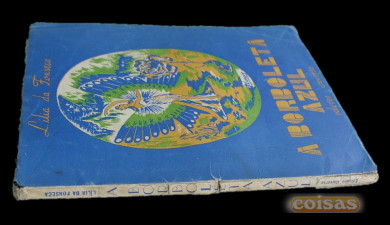 Lília da Fonseca
A BORBOLETA
AZUL
LÍLIA DA FONSECA
A BORBOLETA AZUL
coisas